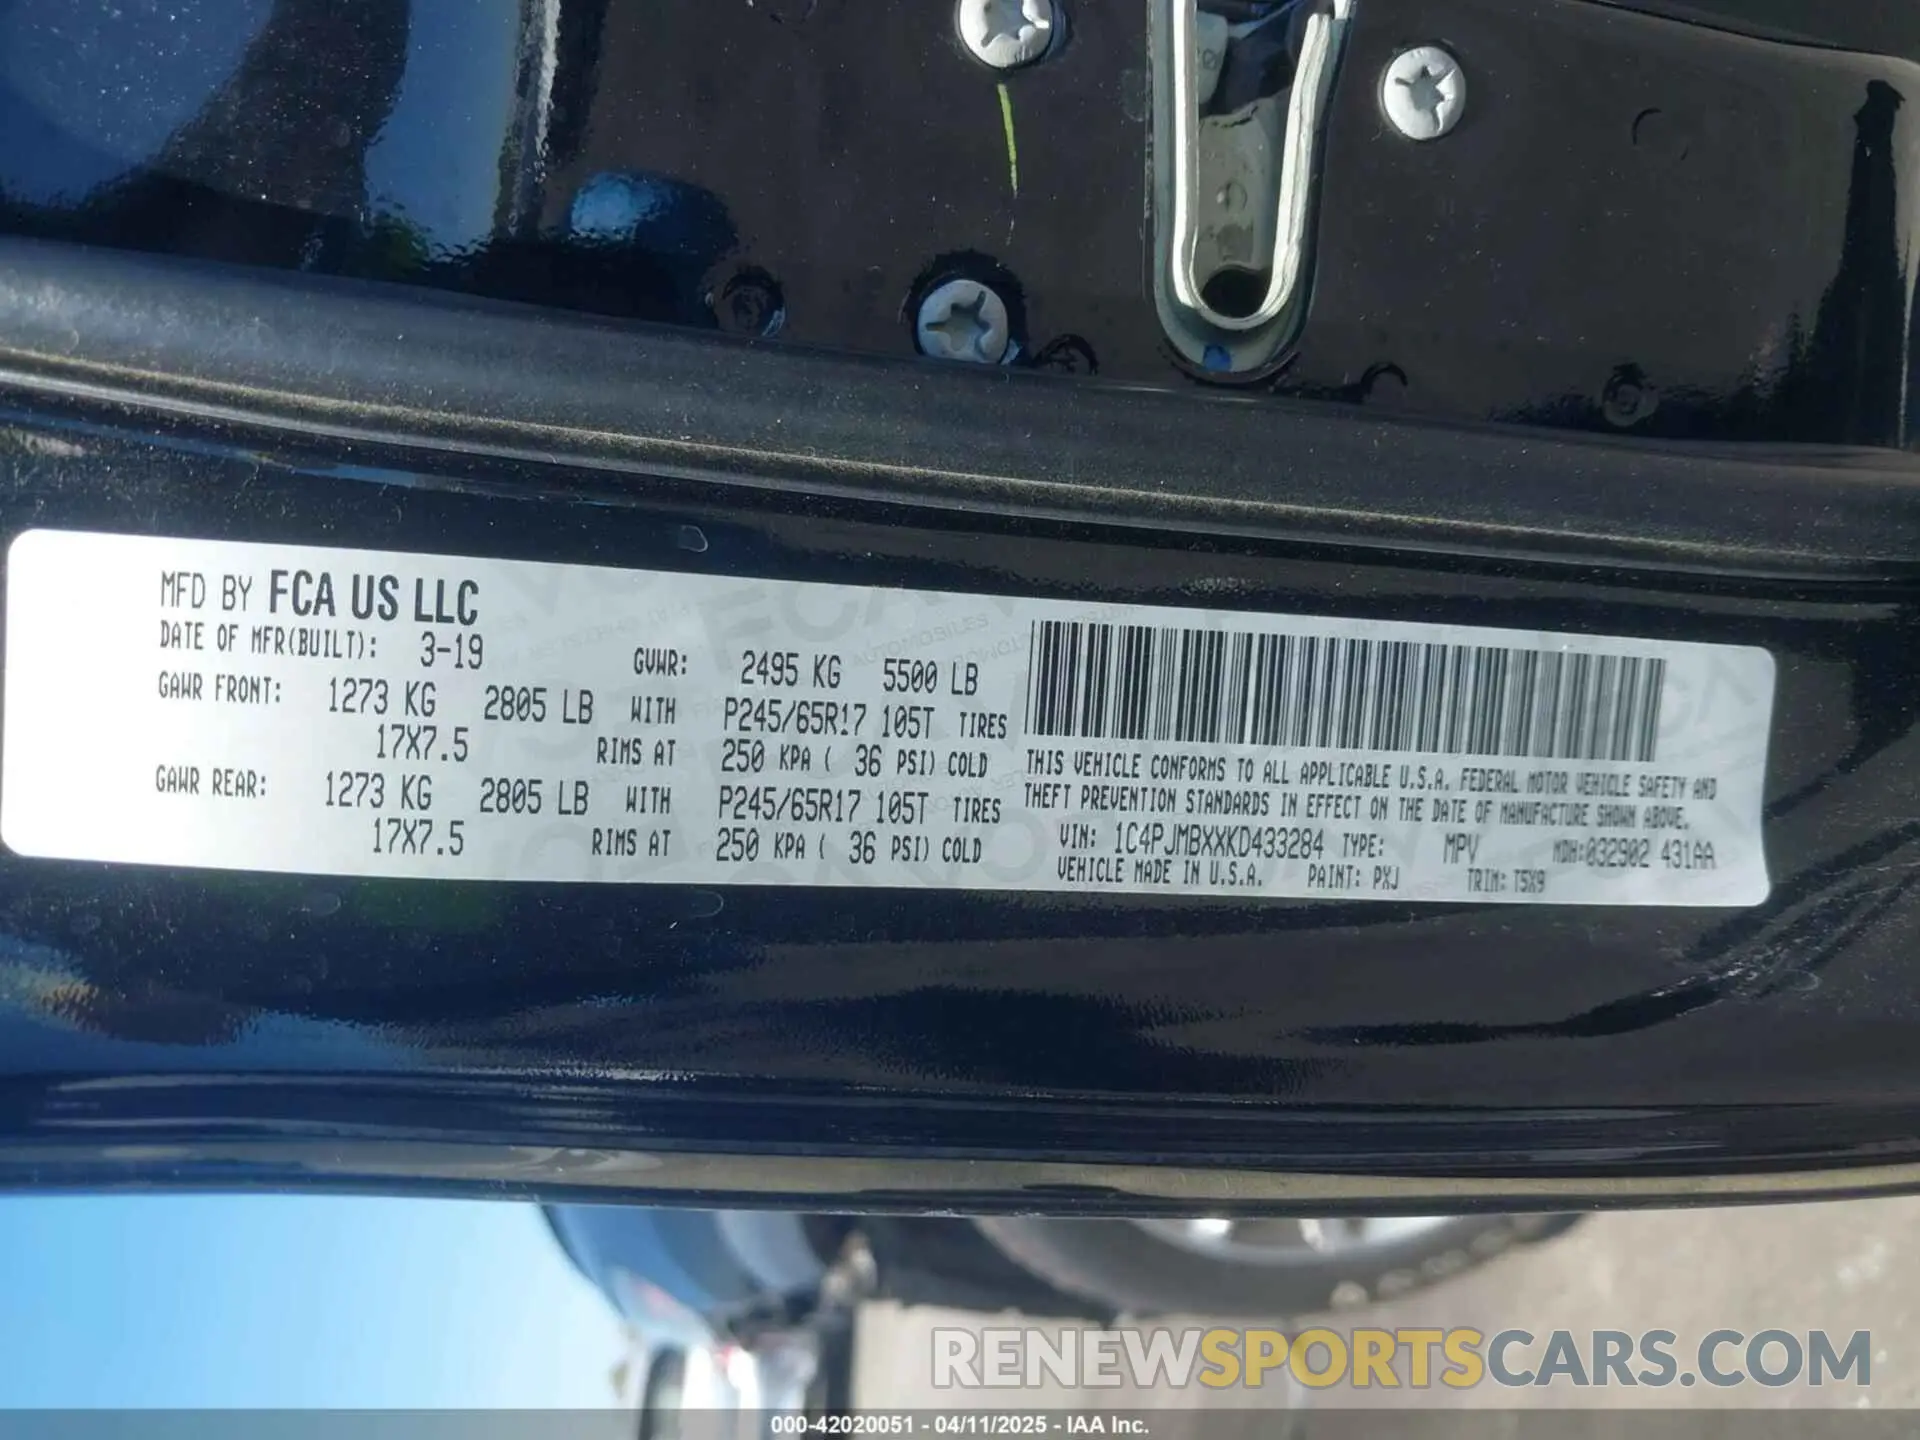 MFD BY FCA US LLC
DATE OF MFR(BUILT): 3-19
GVWR: 2495 KG 5500 LB
GAWR FRONT: 1273 KG 2805 LB WITH P245/65R17 105T TIRES
17X7.5 RIMS AT 250 KPA ( 36 PSI) COLD
GAWR REAR: 1273 KG 2805 LB WITH P245/65R17 105T TIRES
17X7.5 RIMS AT 250 KPA ( 36 PSI) COLD
THIS VEHICLE CONFORMS TO ALL APPLICABLE U.S.A. FEDERAL MOTOR VEHICLE SAFETY AND
THEFT PREVENTION STANDARDS IN EFFECT ON THE DATE OF MANUFACTURE SHOWN ABOVE.
VIN: 1C4PJMBXXKD433284 TYPE: MPV MDH:032902 431AA
VEHICLE MADE IN U.S.A. PAINT: PXJ TRIM: T5X9
RENEWSPORTSCARS.COM
000-42020051 - 04/11/2025 - IAA Inc.